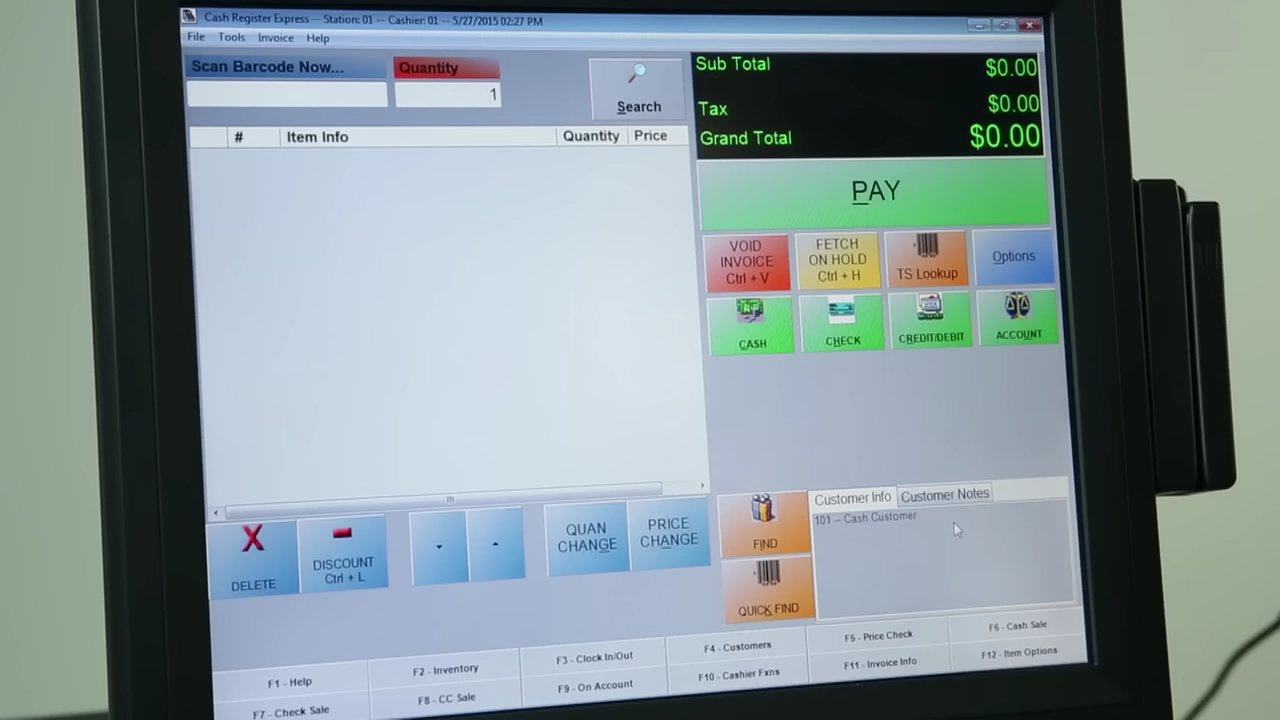 Cash Register Express -- Station: 01 -- Cashier: 01 -- 5/27/2015 02:27 PM
File Tools Invoice Help
Scan Barcode Now...
Quantity
1
Search
# Item Info Quantity Price
Sub Total $0.00
Tax $0.00
Grand Total $0.00
PAY
VOID
INVOICE
Ctrl + V
FETCH
ON HOLD
Ctrl + H
TS Lookup
Options
CASH
CHECK
CREDIT/DEBIT
ACCOUNT
X
DELETE
DISCOUNT
Ctrl + L
QUAN
CHANGE
PRICE
CHANGE
FIND
QUICK FIND
Customer Info Customer Notes
101 -- Cash Customer
F1 - Help
F2 - Inventory
F3 - Clock In/Out
F4 - Customers
F5 - Price Check
F6 - Cash Sale
F7 - Check Sale
F8 - CC Sale
F9 - On Account
F10 - Cashier Fxns
F11 - Invoice Info
F12 - Item Options